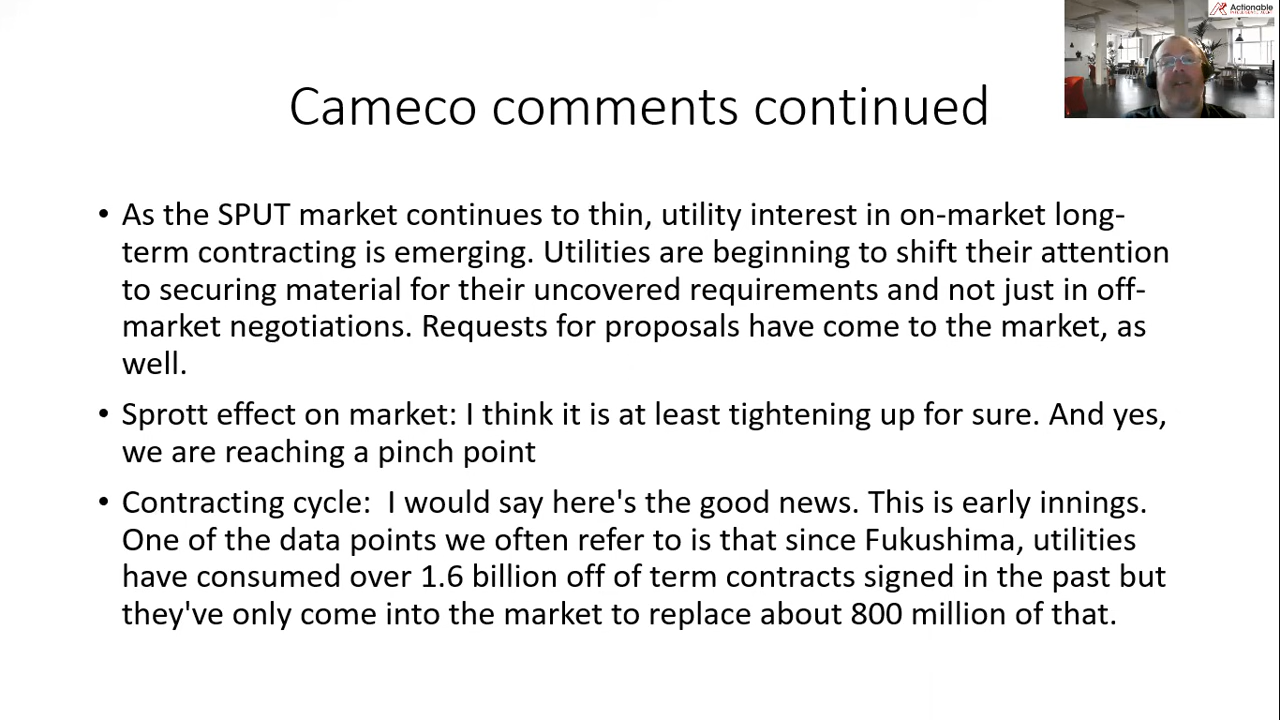 Actionable
Cameco comments continued
• As the SPUT market continues to thin, utility interest in on-market long-
term contracting is emerging. Utilities are beginning to shift their attention
to securing material for their uncovered requirements and not just in off-
market negotiations. Requests for proposals have come to the market, as
well.
• Sprott effect on market: I think it is at least tightening up for sure. And yes,
we are reaching a pinch point
• Contracting cycle:  I would say here's the good news. This is early innings.
One of the data points we often refer to is that since Fukushima, utilities
have consumed over 1.6 billion off of term contracts signed in the past but
they've only come into the market to replace about 800 million of that.